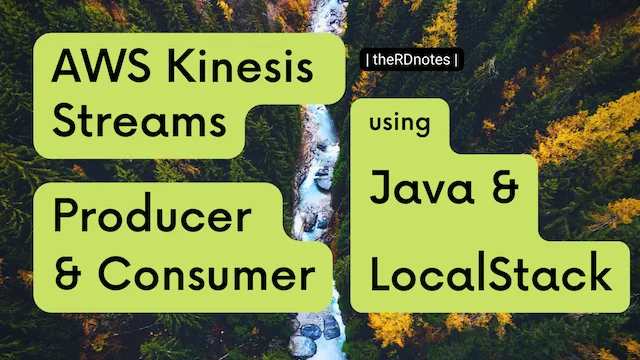 AWS Kinesis
Streams
Producer
& Consumer
| theRDnotes |
using
Java &
LocalStack